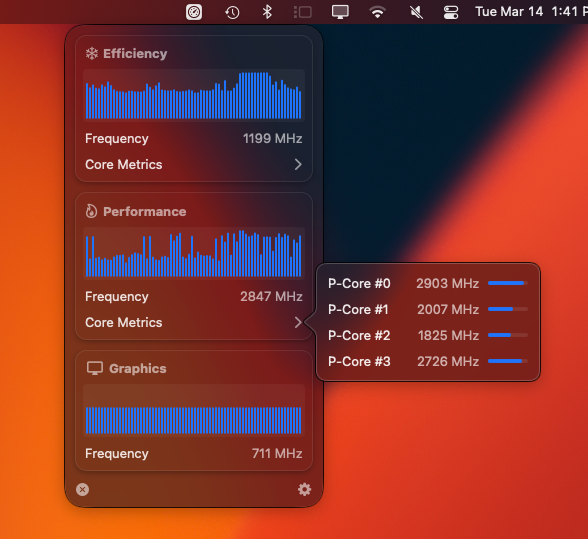 Tue Mar 14 1:41 P
Efficiency
Frequency 1199 MHz
Core Metrics
Performance
Frequency 2847 MHz
Core Metrics
P-Core #0 2903 MHz
P-Core #1 2007 MHz
P-Core #2 1825 MHz
P-Core #3 2726 MHz
Graphics
Frequency 711 MHz